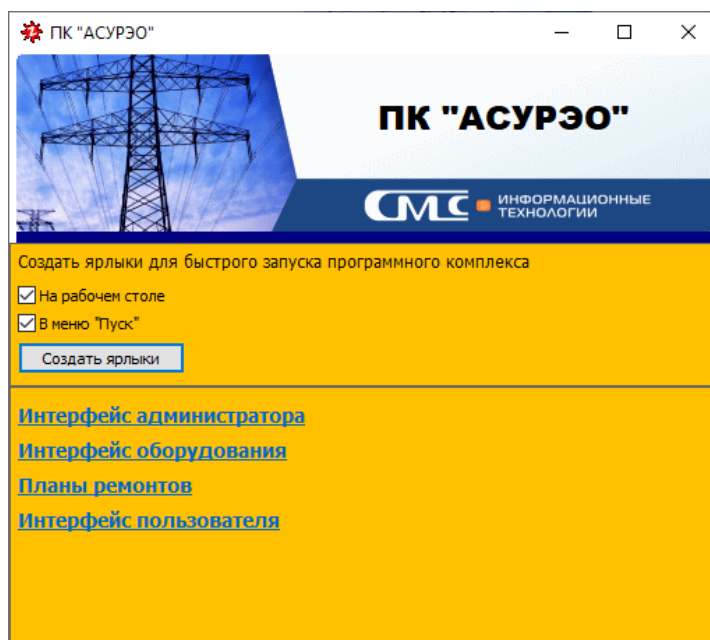 ПК "АСУРЭО"
ПК "АСУРЭО"
СМС ИНФОРМАЦИОННЫЕ
ТЕХНОЛОГИИ
Создать ярлыки для быстрого запуска программного комплекса
На рабочем столе
В меню "Пуск"
Создать ярлыки
Интерфейс администратора
Интерфейс оборудования
Планы ремонтов
Интерфейс пользователя